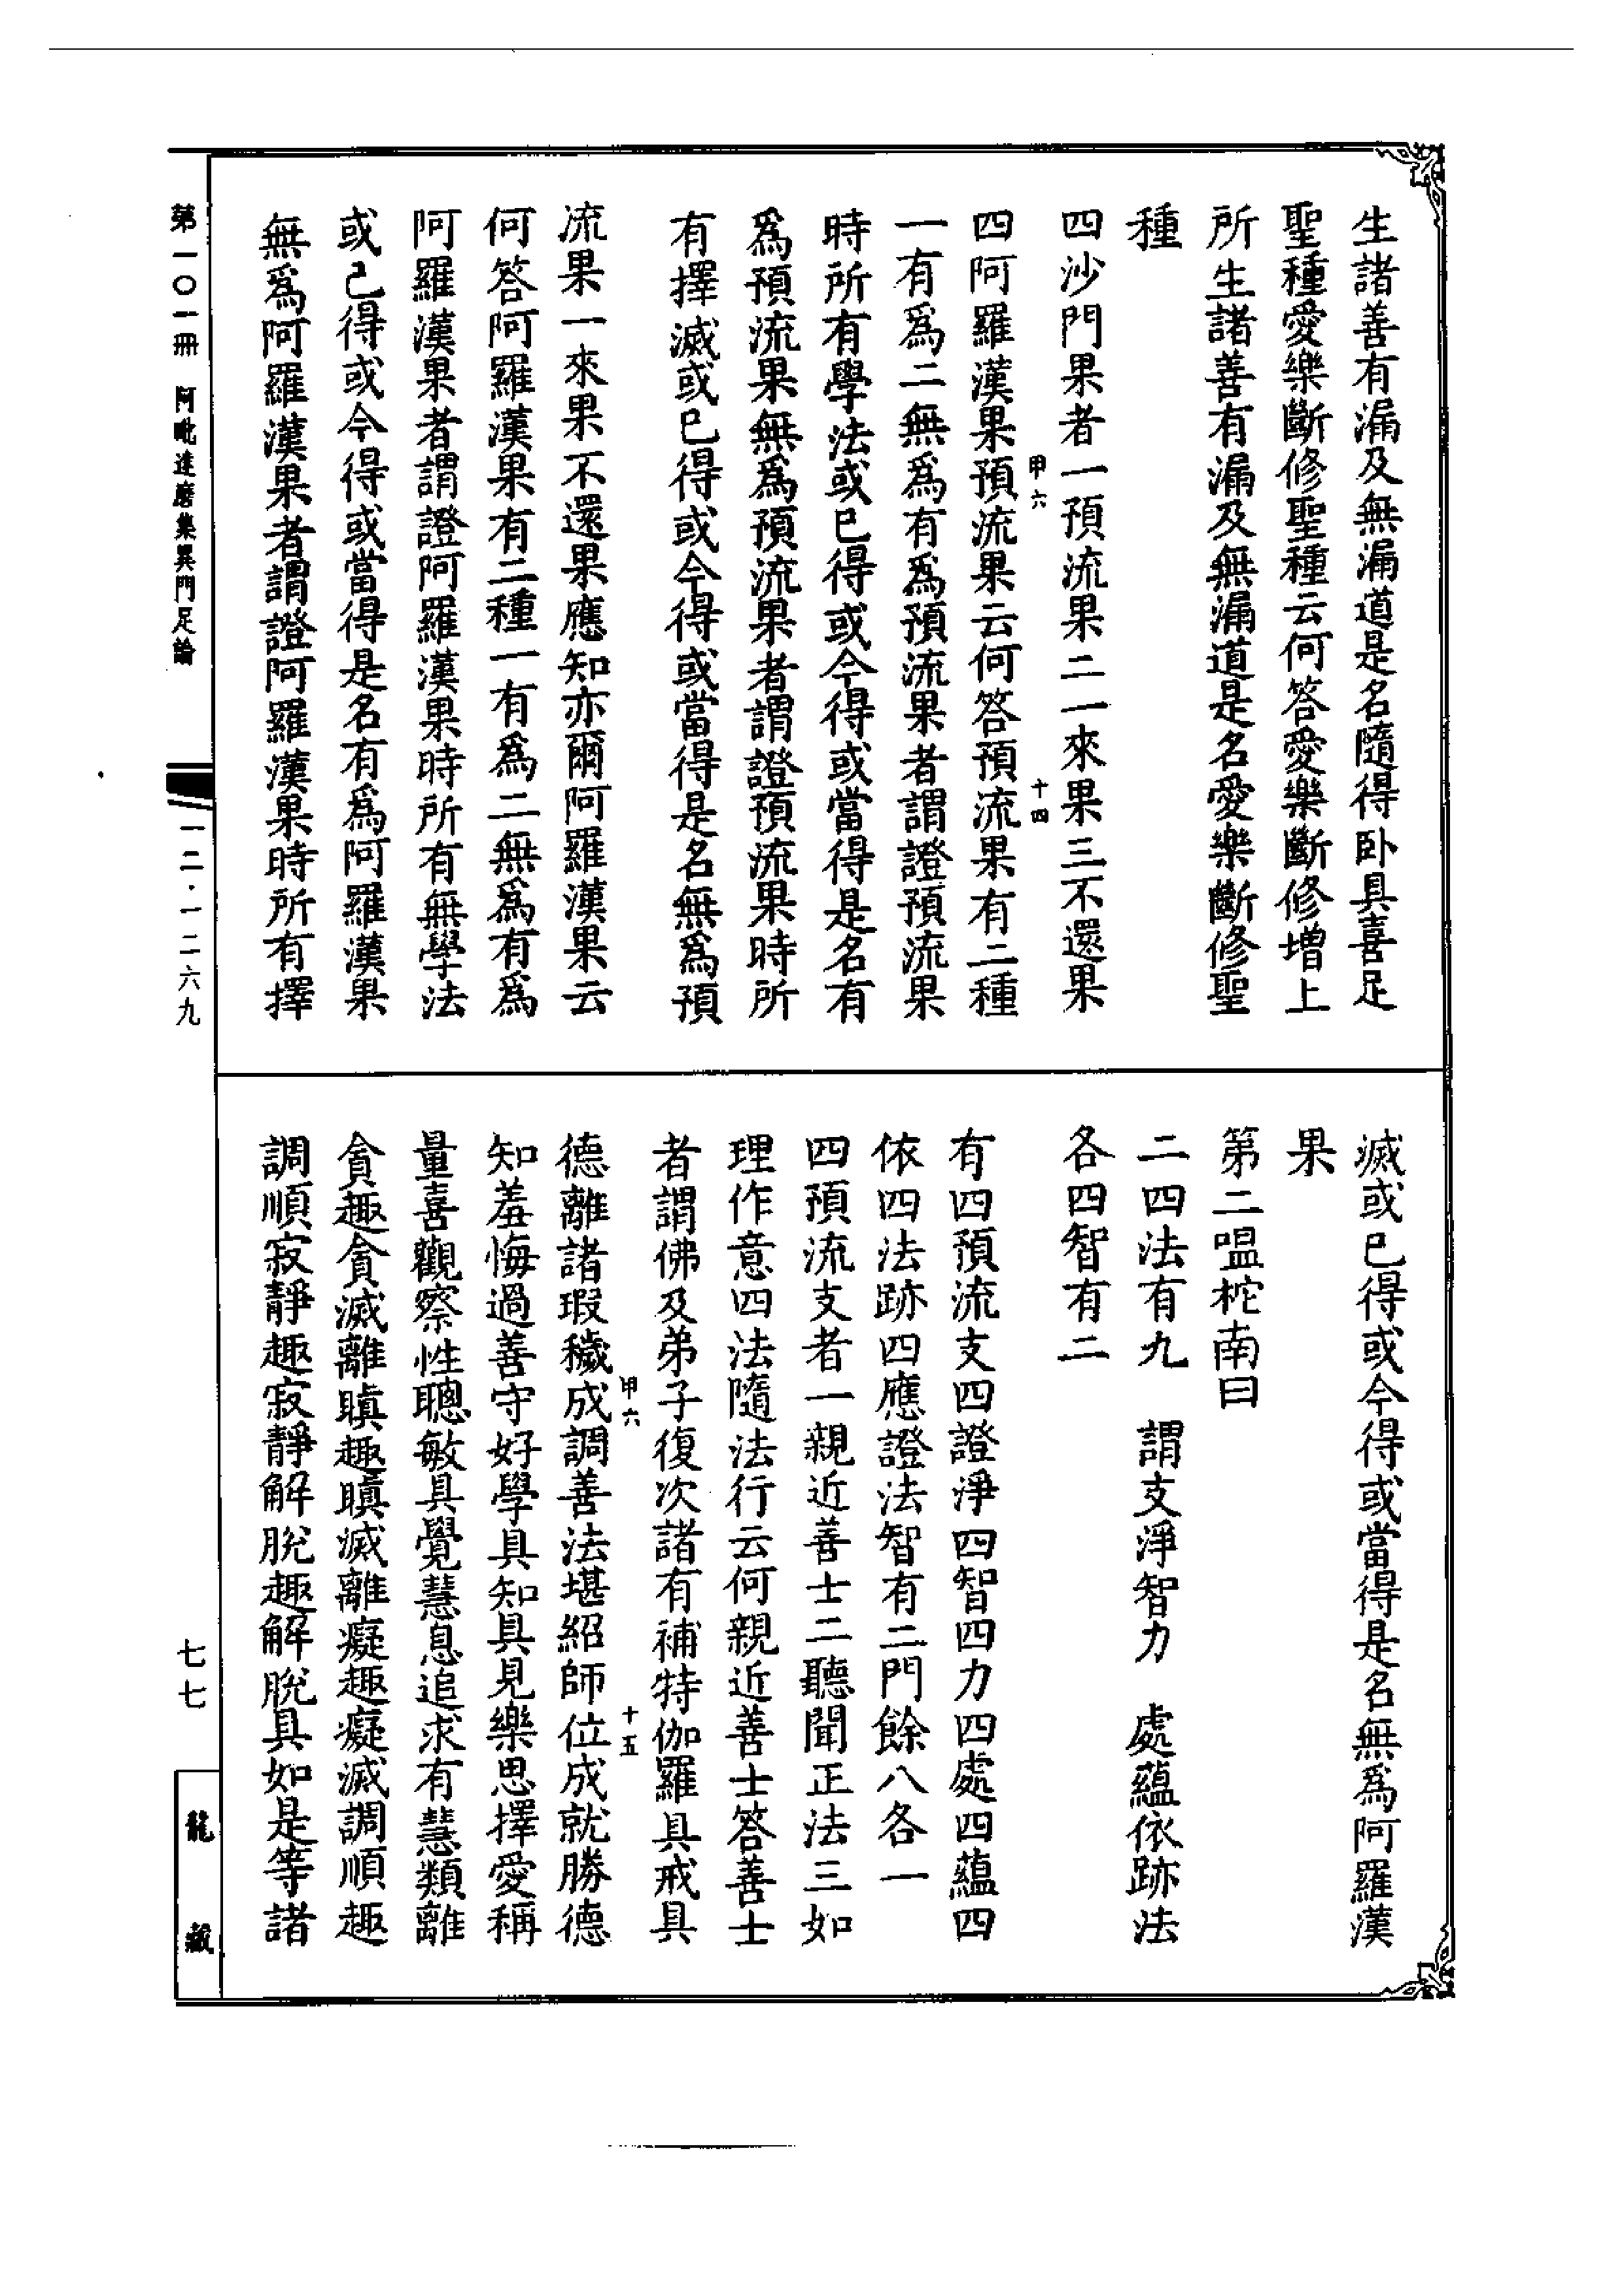 生諸善有漏及無漏道是名隨得卧具喜足
聖種愛樂斷修聖種云何答愛樂斷修增上
所生諸善有漏及無漏道是名愛樂斷修聖
種
四沙門果者一預流果二一來果三不還果
甲六
十四
四阿羅漢果預流果云何答預流果有二種
一有爲二無爲有爲預流果者謂證預流果
時所有學法或已得或今得或當得是名有
爲預流果無爲預流果者謂證預流果時所
有擇滅或已得或今得或當得是名無爲預
流果一來果不還果應知亦爾阿羅漢果云
何答阿羅漢果有二種一有爲二無爲有爲
阿羅漢果者謂證阿羅漢果時所有無學法
或已得或今得或當得是名有爲阿羅漢果
無爲阿羅漢果者謂證阿羅漢果時所有擇
滅或已得或今得或當得是名無爲阿羅漢
果
第二嗢柁南曰
二四法有九　謂支淨智力　處蘊依跡法
各四智有二
有四預流支四證淨四智四力四處四蘊四
依四法跡四應證法智有二門餘八各一
四預流支者一親近善士二聽聞正法三如
理作意四法隨法行云何親近善士答善士
者謂佛及弟子復次諸有補特伽羅具戒具
甲六
十五
德離諸瑕穢成調善法堪紹師位成就勝德
知羞悔過善守好學具知具見樂思擇愛稱
量喜觀察性聰敏具覺慧息追求有慧類離
貪趣貪滅離瞋趣瞋滅離癡趣癡滅調順趣
調順寂靜趣寂靜解脫趣解脫具如是等諸
第一〇一冊　阿毗達磨集異門足論
一二·一二六九
七七
龍藏